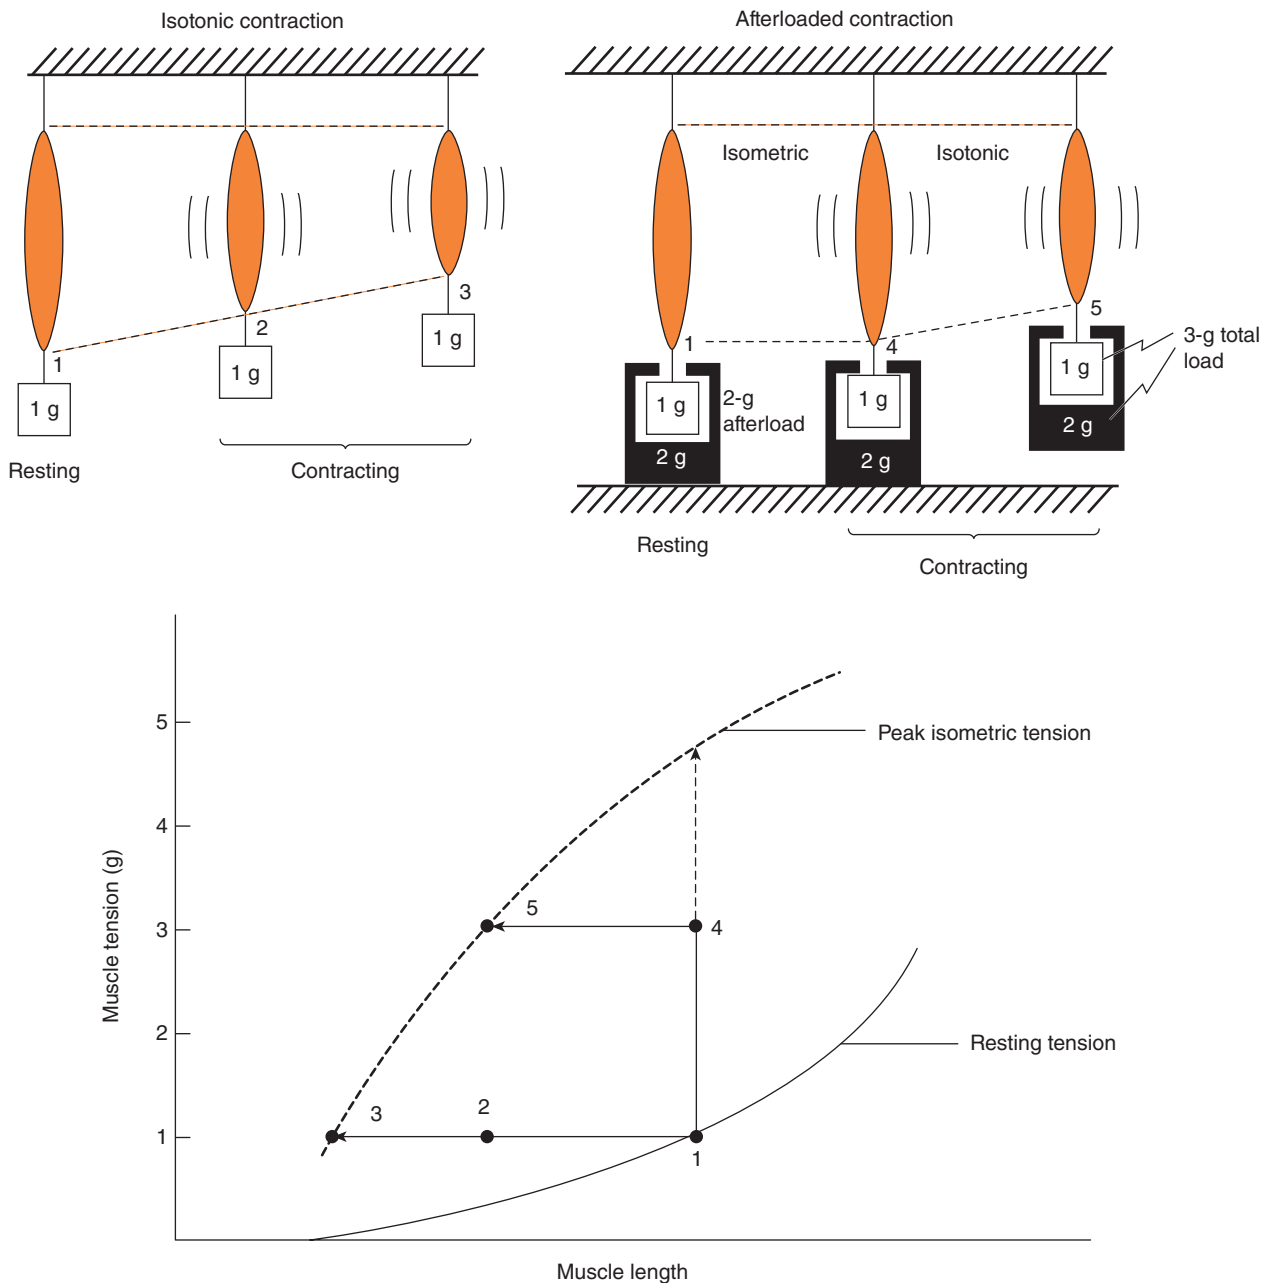 Isotonic contraction
1
1 g
2
1 g
3
1 g
Resting
Contracting
Afterloaded contraction
Isometric
Isotonic
1
1 g
2 g
2-g
afterload
4
1 g
2 g
5
1 g
2 g
3-g total
load
Resting
Contracting
Muscle tension (g)
5
4
3
2
1
Peak isometric tension
5
4
Resting tension
3
2
1
Muscle length